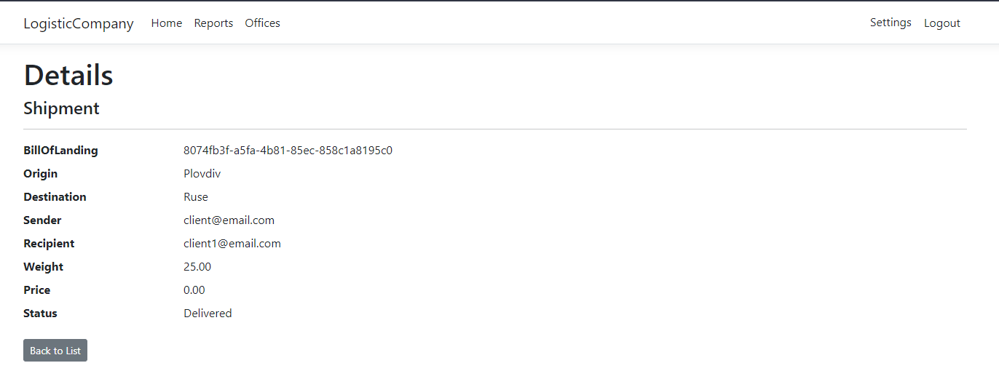 LogisticCompany Home Reports Offices Settings Logout
Details
Shipment
BillOfLanding 8074fb3f-a5fa-4b81-85ec-858c1a8195c0
Origin Plovdiv
Destination Ruse
Sender client@email.com
Recipient client1@email.com
Weight 25.00
Price 0.00
Status Delivered
Back to List